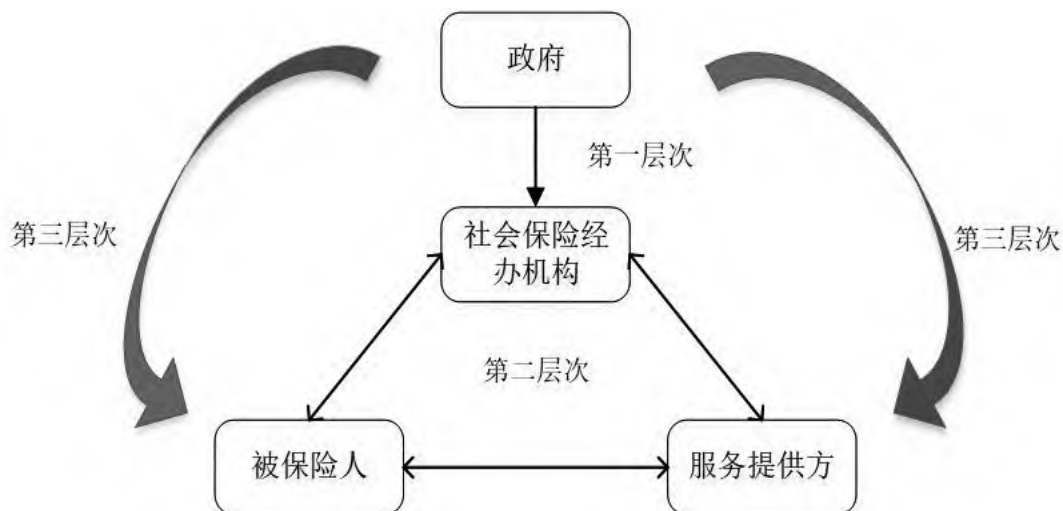 政府
第一层次
第三层次
社会保险经
办机构
第三层次
第二层次
被保险人
服务提供方